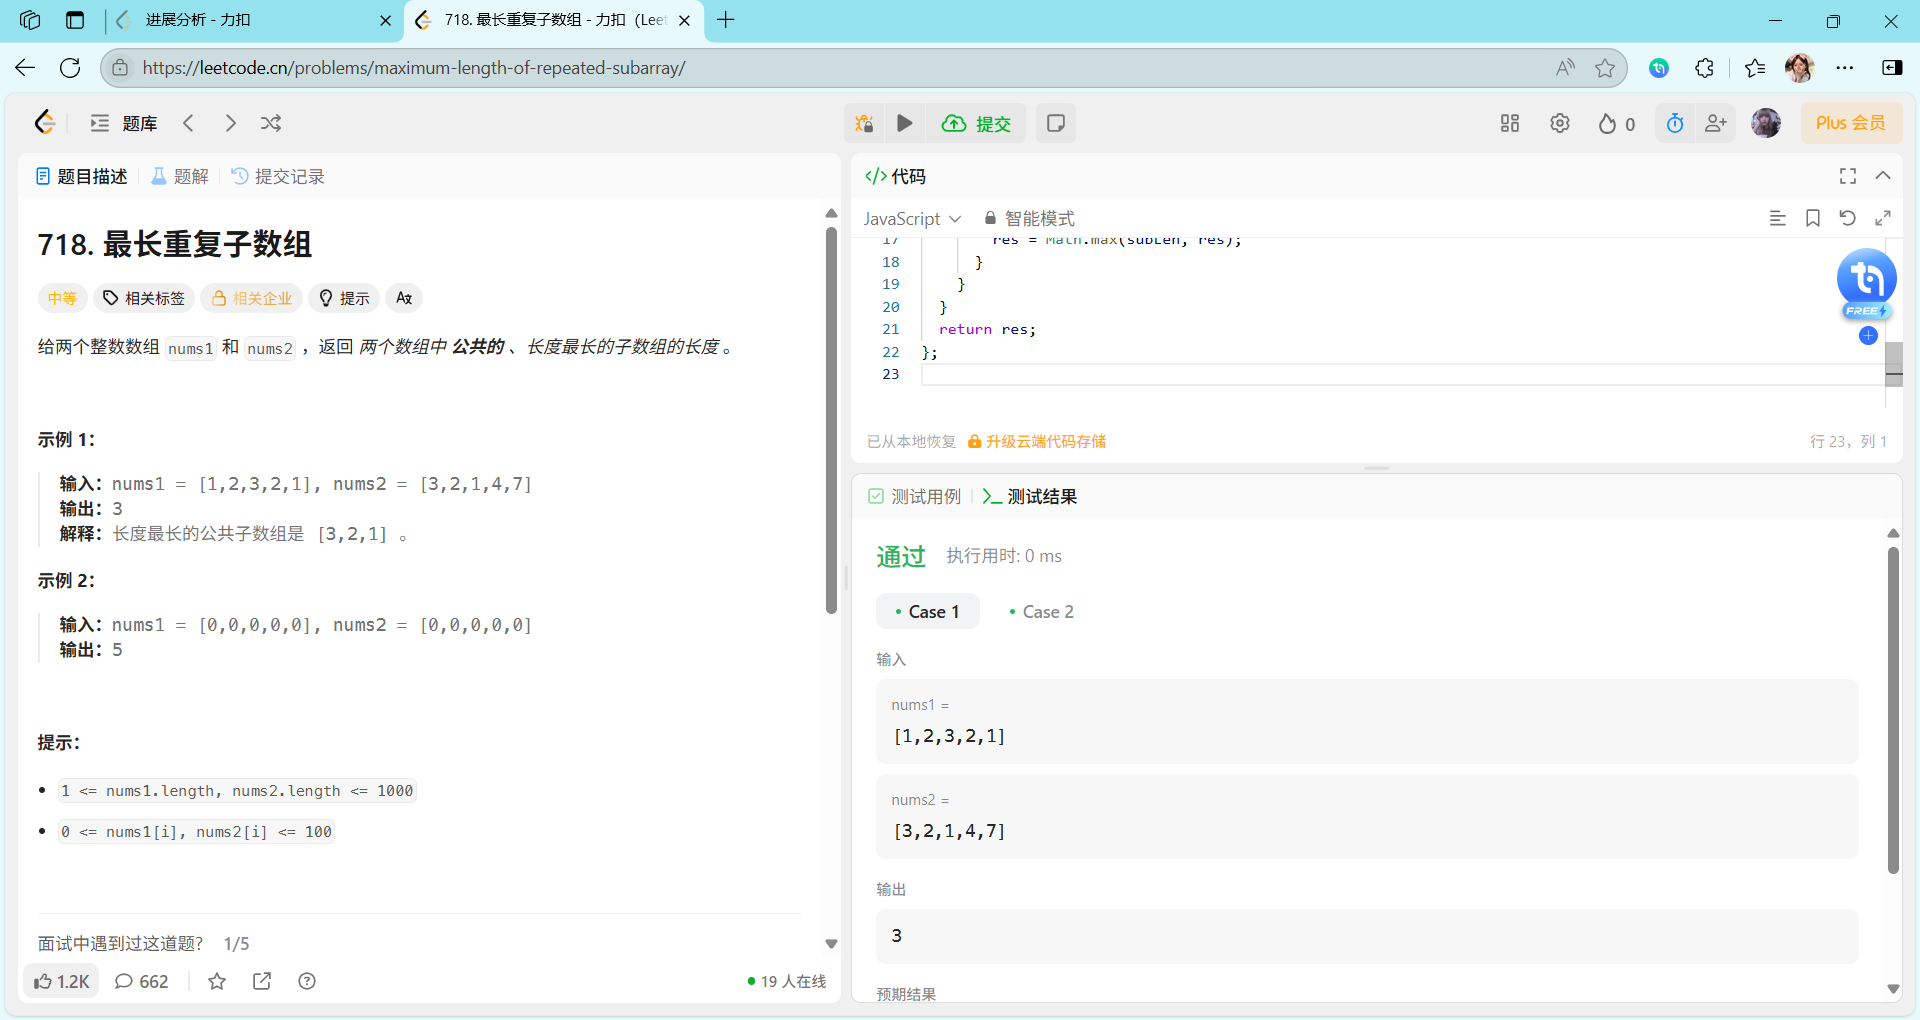 进展分析 - 力扣
718. 最长重复子数组 - 力扣（Leet
https://leetcode.cn/problems/maximum-length-of-repeated-subarray/
题库
提交
0
Plus 会员
题目描述
题解
提交记录
718. 最长重复子数组
中等
相关标签
相关企业
提示
给两个整数数组 nums1 和 nums2 ，返回 两个数组中 公共的 、长度最长的子数组的长度 。
示例 1：
输入：nums1 = [1,2,3,2,1], nums2 = [3,2,1,4,7]
输出：3
解释：长度最长的公共子数组是 [3,2,1] 。
示例 2：
输入：nums1 = [0,0,0,0,0], nums2 = [0,0,0,0,0]
输出：5
提示：
1 <= nums1.length, nums2.length <= 1000
0 <= nums1[i], nums2[i] <= 100
面试中遇到过这道题? 1/5
1.2K
662
19 人在线
</> 代码
JavaScript
智能模式
17 res = Math.max(subLen, res);
18 }
19 }
20 }
21 return res;
22 };
23
FREE
已从本地恢复
升级云端代码存储
行 23，列 1
测试用例
测试结果
通过
执行用时: 0 ms
Case 1
Case 2
输入
nums1 =
[1,2,3,2,1]
nums2 =
[3,2,1,4,7]
输出
3
预期结果